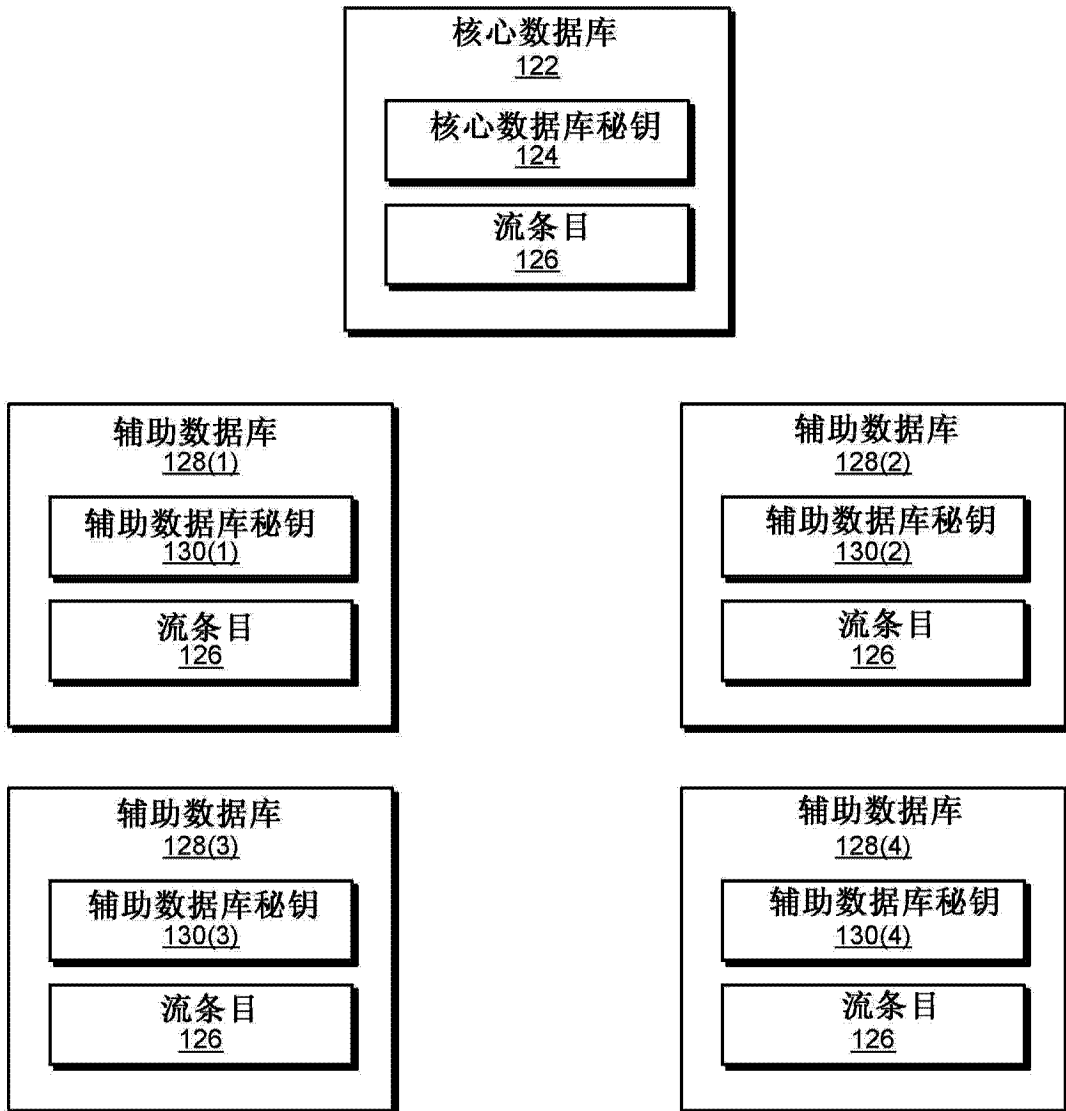 核心数据库
122
核心数据库秘钥
124
流条目
126
辅助数据库
128(1)
辅助数据库秘钥
130(1)
流条目
126
辅助数据库
128(2)
辅助数据库秘钥
130(2)
流条目
126
辅助数据库
128(3)
辅助数据库秘钥
130(3)
流条目
126
辅助数据库
128(4)
辅助数据库秘钥
130(4)
流条目
126